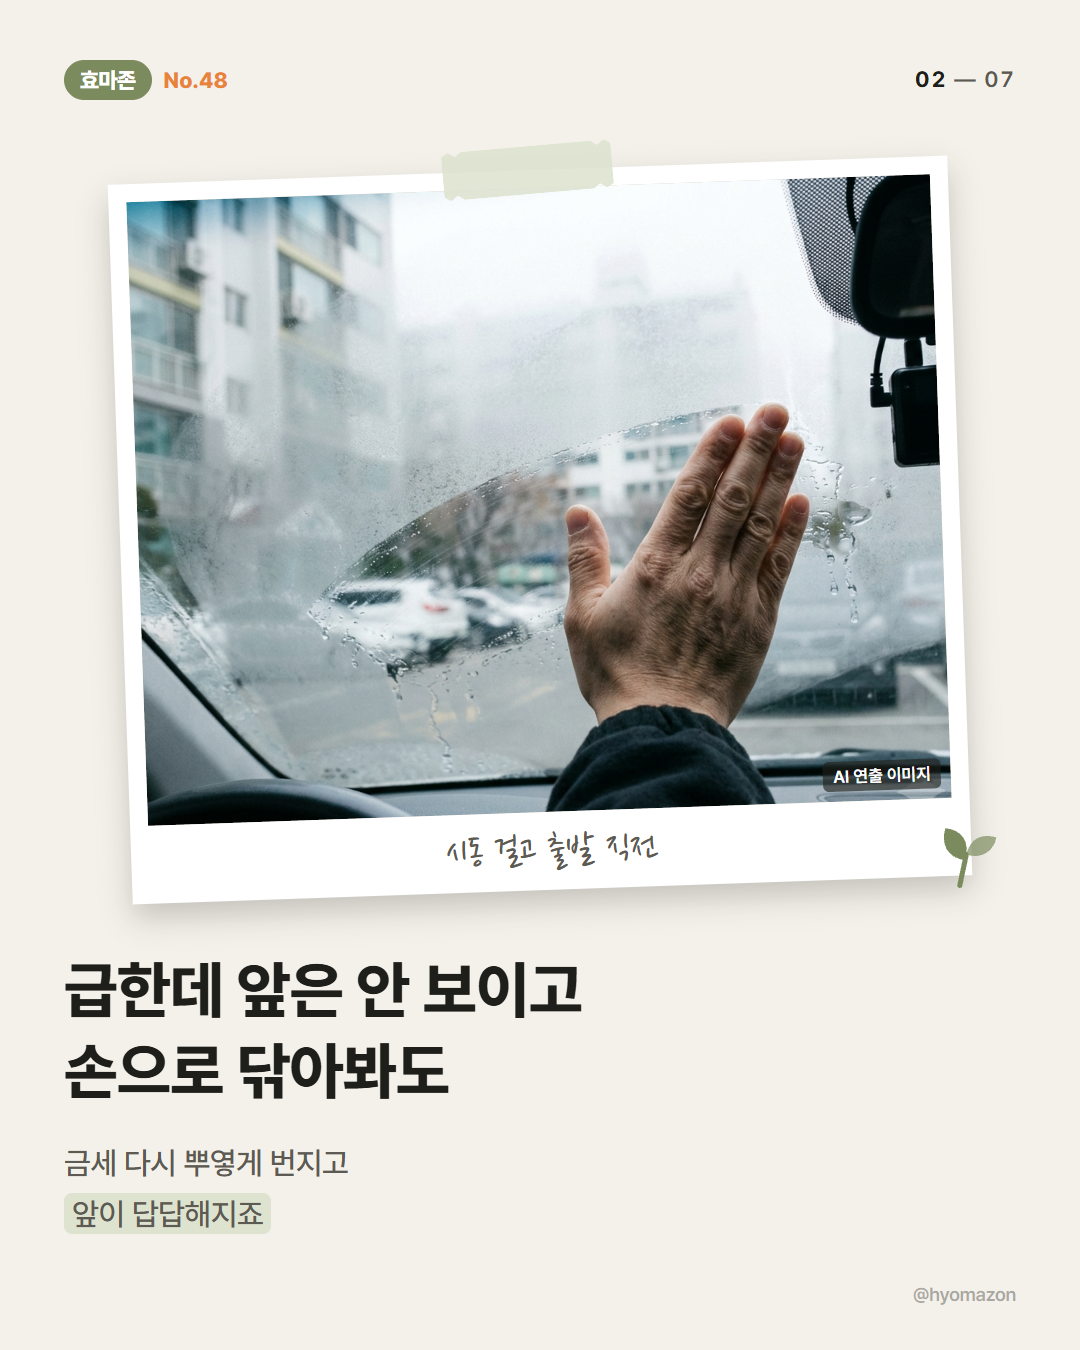 효마존 No.48
02 — 07
AI 연출 이미지
시동 걸고 출발 직전
급한데 앞은 안 보이고
손으로 닦아봐도
금세 다시 뿌옇게 번지고
앞이 답답해지죠
@hyomazon